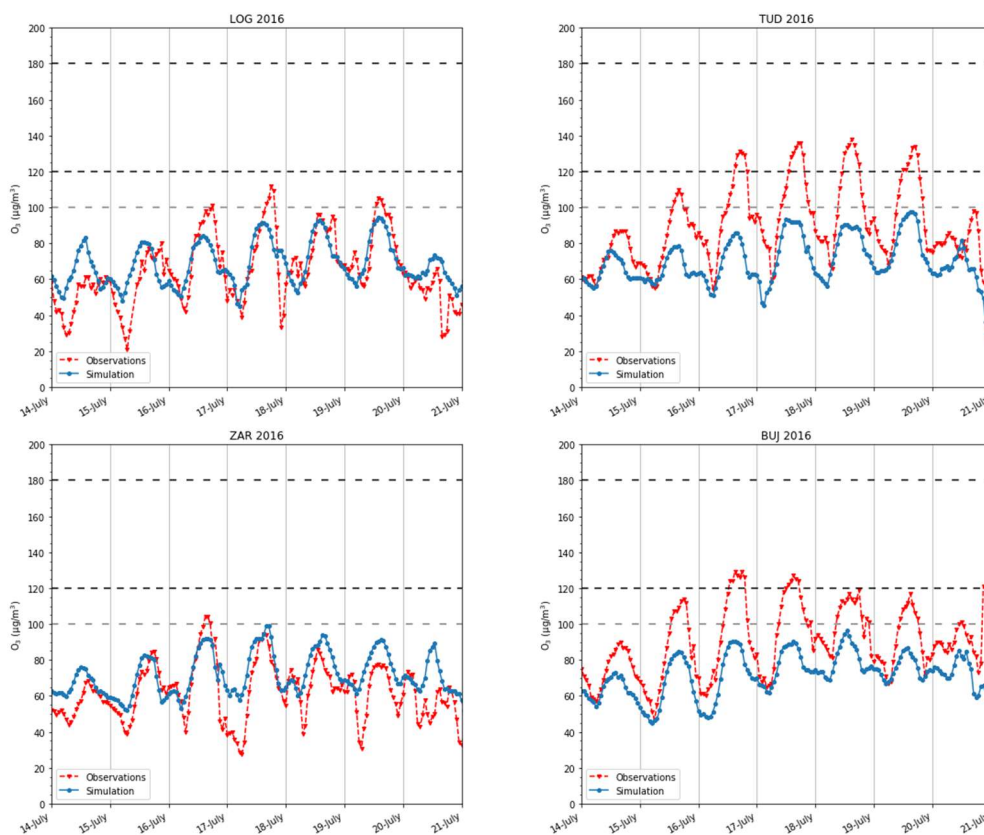 LOG 2016
200
180
160
140
120
100
80
60
40
20
0
O₃ (µg/m³)
Observations
Simulation
14-July
15-July
16-July
17-July
18-July
19-July
20-July
21-July
TUD 2016
200
180
160
140
120
100
80
60
40
20
0
O₃ (µg/m³)
Observations
Simulation
14-July
15-July
16-July
17-July
18-July
19-July
20-July
21-July
ZAR 2016
200
180
160
140
120
100
80
60
40
20
0
O₃ (µg/m³)
Observations
Simulation
14-July
15-July
16-July
17-July
18-July
19-July
20-July
21-July
BUJ 2016
200
180
160
140
120
100
80
60
40
20
0
O₃ (µg/m³)
Observations
Simulation
14-July
15-July
16-July
17-July
18-July
19-July
20-July